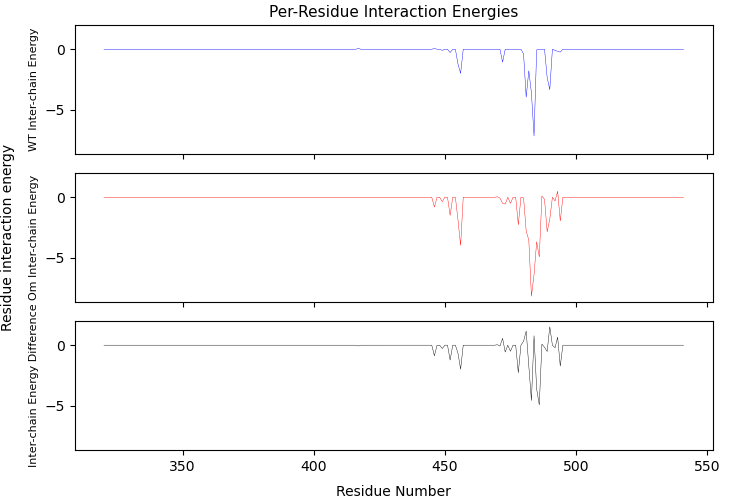 Per-Residue Interaction Energies
Residue interaction energy
WT Inter-chain Energy
0
−5
Om Inter-chain Energy
0
−5
Inter-chain Energy Difference
0
−5
350
400
450
500
550
Residue Number